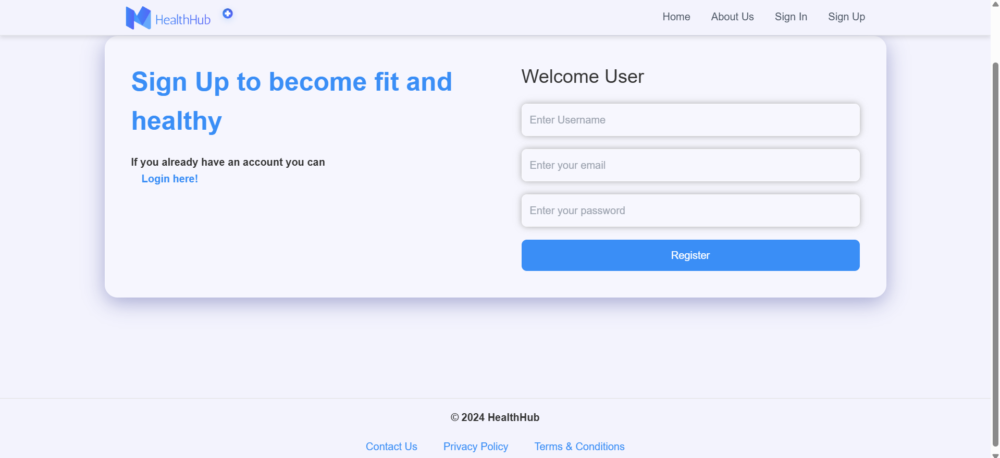 HealthHub
Home About Us Sign In Sign Up
Sign Up to become fit and
healthy
If you already have an account you can
Login here!
Welcome User
Enter Username
Enter your email
Enter your password
Register
© 2024 HealthHub
Contact Us Privacy Policy Terms & Conditions